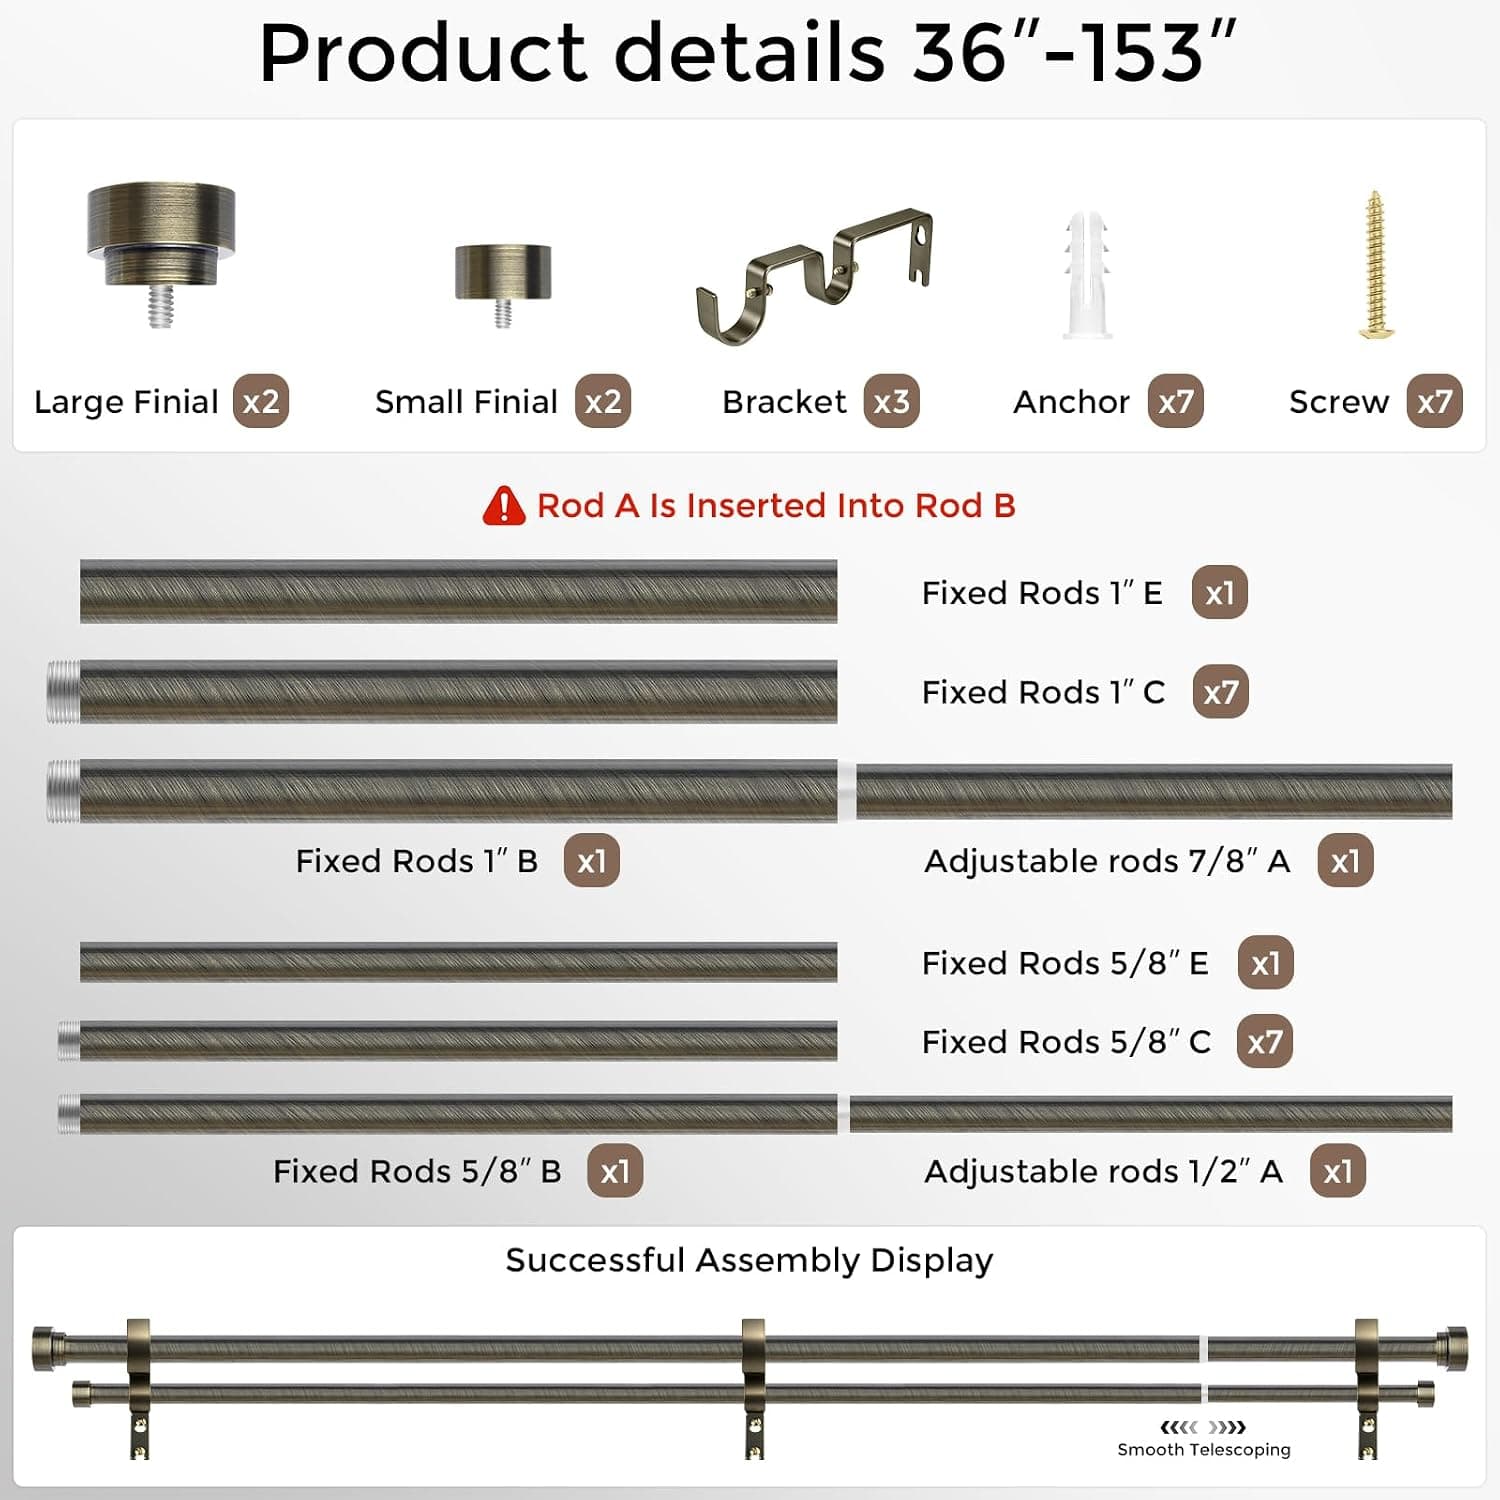 Product details 36"-153"
Large Finial x2
Small Finial x2
Bracket x3
Anchor x7
Screw x7
Rod A Is Inserted Into Rod B
Fixed Rods 1" E x1
Fixed Rods 1" C x7
Fixed Rods 1" B x1
Adjustable rods 7/8" A x1
Fixed Rods 5/8" E x1
Fixed Rods 5/8" C x7
Fixed Rods 5/8" B x1
Adjustable rods 1/2" A x1
Successful Assembly Display
Smooth Telescoping